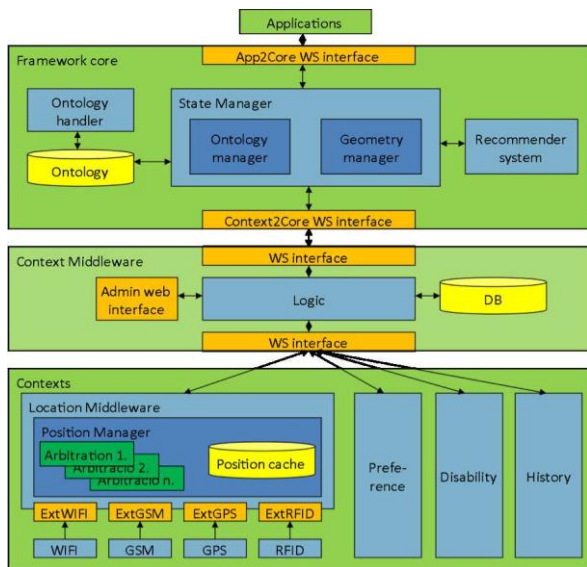 Applications
App2Core WS interface
Framework core
State Manager
Ontology
handler
Ontology
manager
Geometry
manager
Recommender
system
Ontology
Context2Core WS interface
Context Middleware
WS interface
Admin web
interface
Logic
DB
WS interface
Contexts
Location Middleware
Position Manager
Arbitration 1.
Arbitracio 2.
Arbitracio n.
Position cache
Prefe-
rence
Disability
History
ExtWIFI
ExtGSM
ExtGPS
ExtRFID
WIFI
GSM
GPS
RFID